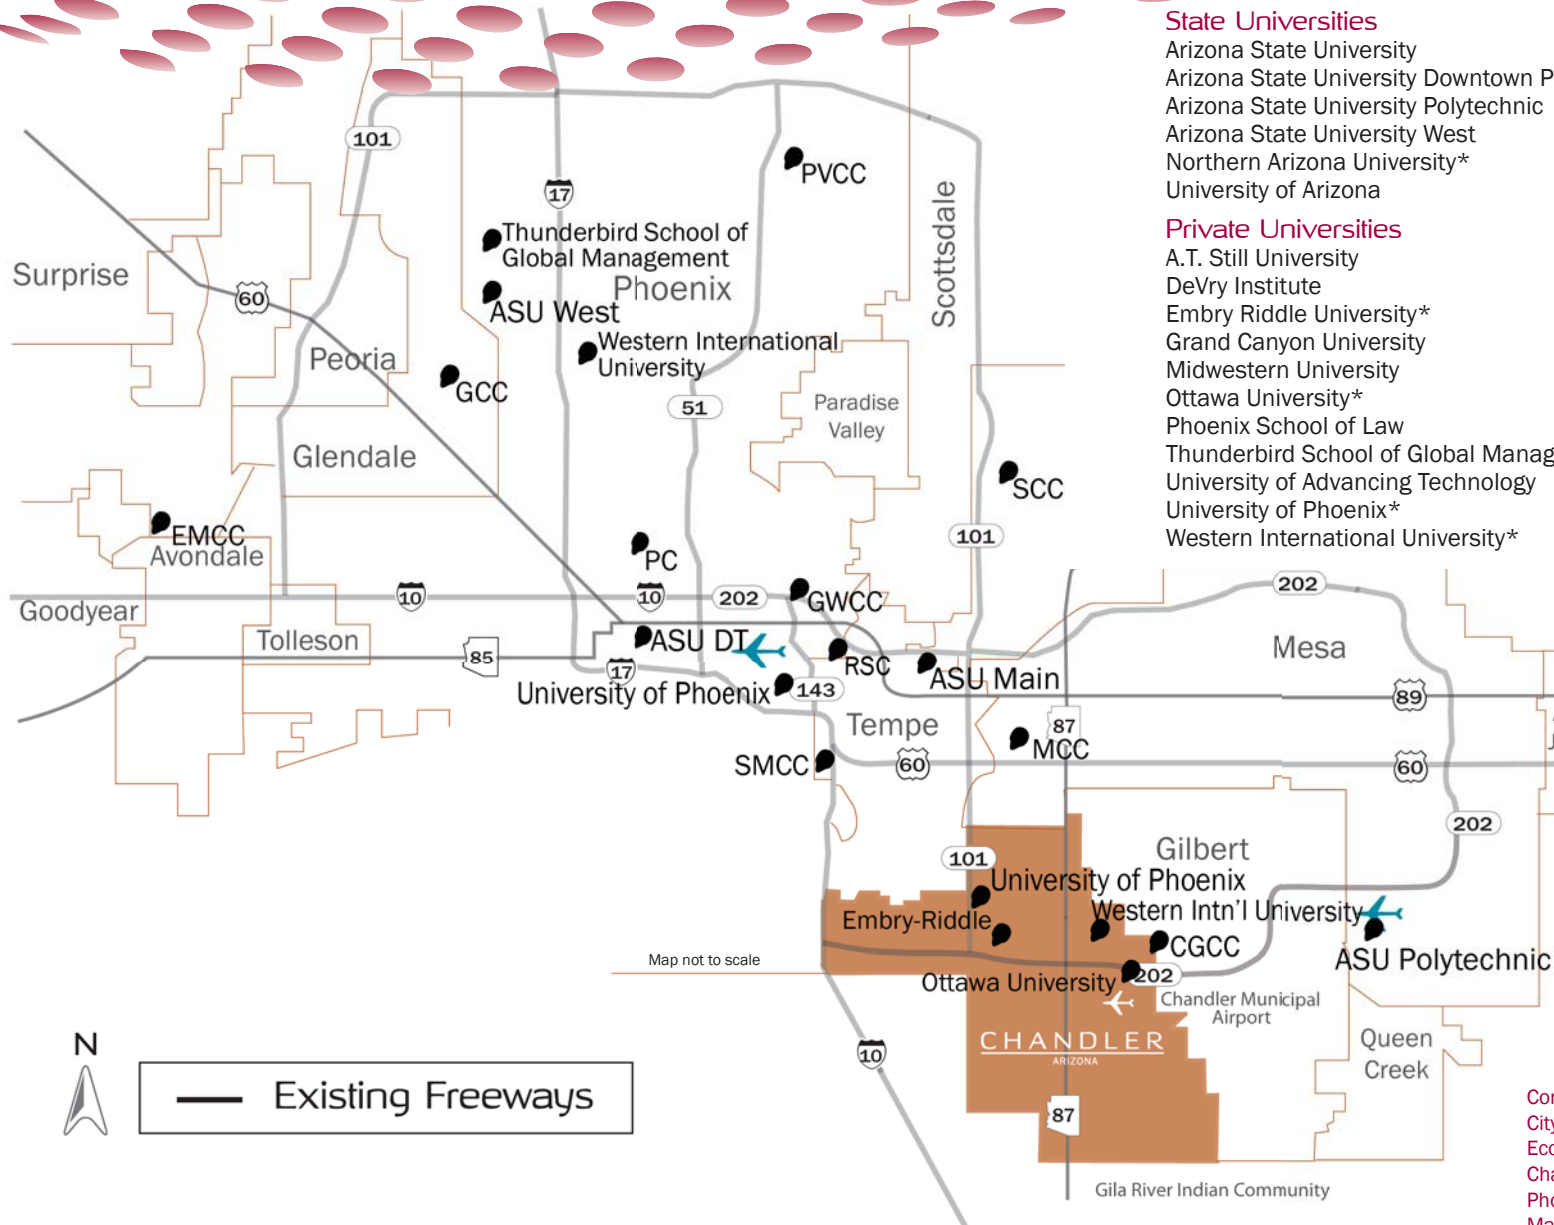 State Universities
Arizona State University
Arizona State University Downtown P
Arizona State University Polytechnic
Arizona State University West
Northern Arizona University*
University of Arizona
Private Universities
A.T. Still University
DeVry Institute
Embry Riddle University*
Grand Canyon University
Midwestern University
Ottawa University*
Phoenix School of Law
Thunderbird School of Global Manag
University of Advancing Technology
University of Phoenix*
Western International University*
101
17
PVCC
Thunderbird School of
Global Management
Scottsdale
Surprise
60
Phoenix
ASU West
Western International
University
Peoria
GCC
51
Paradise
Valley
Glendale
SCC
EMCC
Avondale
101
PC
10
10
202
GWCC
202
Goodyear
Tolleson
85
ASU DT
17
RSC
ASU Main
Mesa
University of Phoenix
143
89
Tempe
87
MCC
SMCC
60
60
202
Gilbert
101
University of Phoenix
Western Intn'l University
Embry-Riddle
CGCC
ASU Polytechnic
Map not to scale
Ottawa University
202
Chandler Municipal
Airport
CHANDLER
ARIZONA
Queen
Creek
N
10
Existing Freeways
87
Gila River Indian Community
Cor
City
Eco
Cha
Pho